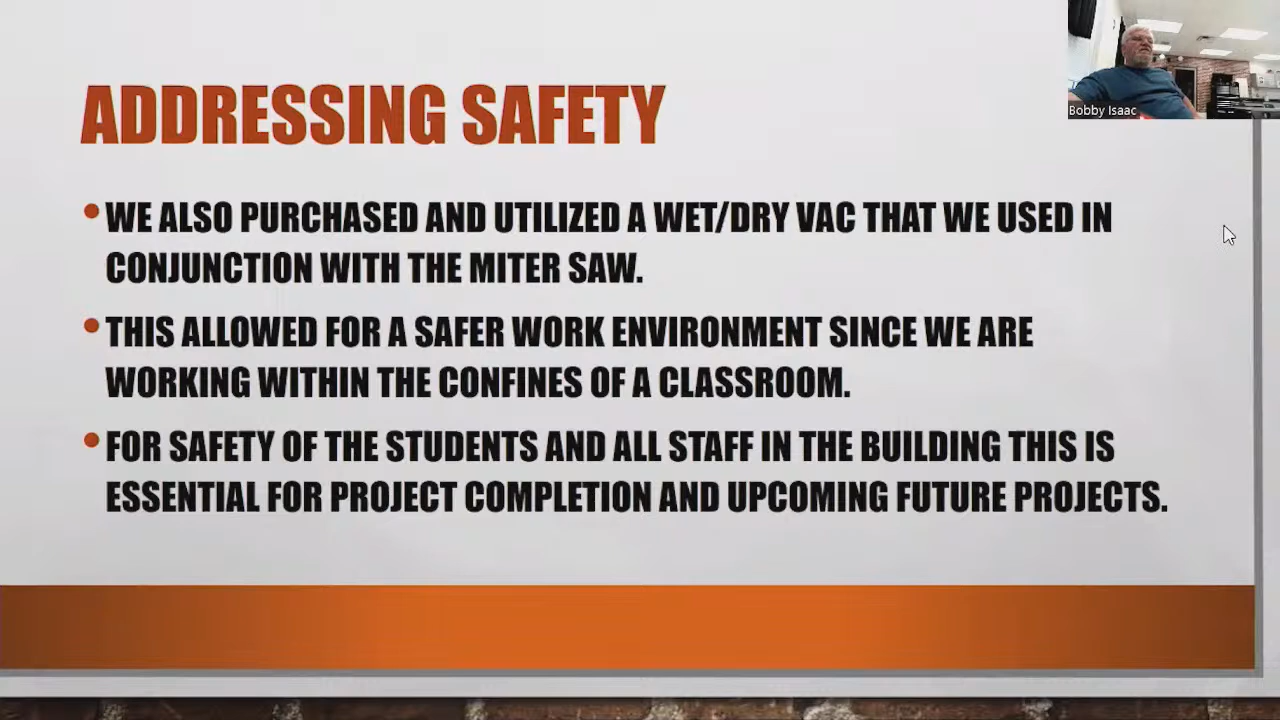 ADDRESSING SAFETY
Bobby Isaac
•WE ALSO PURCHASED AND UTILIZED A WET/DRY VAC THAT WE USED IN
CONJUNCTION WITH THE MITER SAW.
•THIS ALLOWED FOR A SAFER WORK ENVIRONMENT SINCE WE ARE
WORKING WITHIN THE CONFINES OF A CLASSROOM.
•FOR SAFETY OF THE STUDENTS AND ALL STAFF IN THE BUILDING THIS IS
ESSENTIAL FOR PROJECT COMPLETION AND UPCOMING FUTURE PROJECTS.